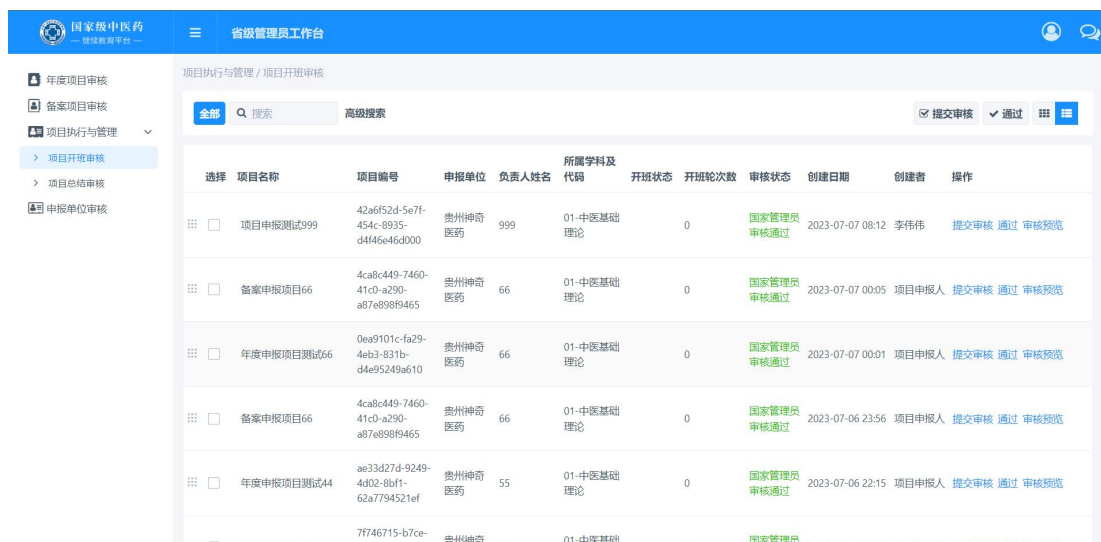 国家级中医药
— 继续教育平台 —
省级管理员工作台
年度项目审核
备案项目审核
项目执行与管理
项目开班审核
项目总结审核
申报单位审核
项目执行与管理 / 项目开班审核
全部 搜索 高级搜索 提交审核 通过
选择 项目名称 项目编号 申报单位 负责人姓名 所属学科及 开班状态 开班轮次数 审核状态 创建日期 创建者 操作
代码
42a6f52d-5e7f-
项目申报测试999 454c-8935- 贵州神奇 999 01-中医基础 0 国家管理员 2023-07-07 08:12 李伟伟 提交审核 通过 审核预览
d4f46e46d000 医药 理论 审核通过
4ca8c449-7460-
备案申报项目66 41c0-a290- 贵州神奇 66 01-中医基础 0 国家管理员 2023-07-07 00:05 项目申报人 提交审核 通过 审核预览
a87e898f9465 医药 理论 审核通过
0ea9101c-fa29-
年度申报项目测试66 4eb3-831b- 贵州神奇 66 01-中医基础 0 国家管理员 2023-07-07 00:01 项目申报人 提交审核 通过 审核预览
d4e95249a610 医药 理论 审核通过
4ca8c449-7460-
备案申报项目66 41c0-a290- 贵州神奇 66 01-中医基础 0 国家管理员 2023-07-06 23:56 项目申报人 提交审核 通过 审核预览
a87e898f9465 医药 理论 审核通过
ae33d27d-9249-
年度申报项目测试44 4d02-8bf1- 贵州神奇 55 01-中医基础 0 国家管理员 2023-07-06 22:15 项目申报人 提交审核 通过 审核预览
62a7794521ef 医药 理论 审核通过
7f746715-b7ce-
贵州神奇 01-中医基础 国家管理员